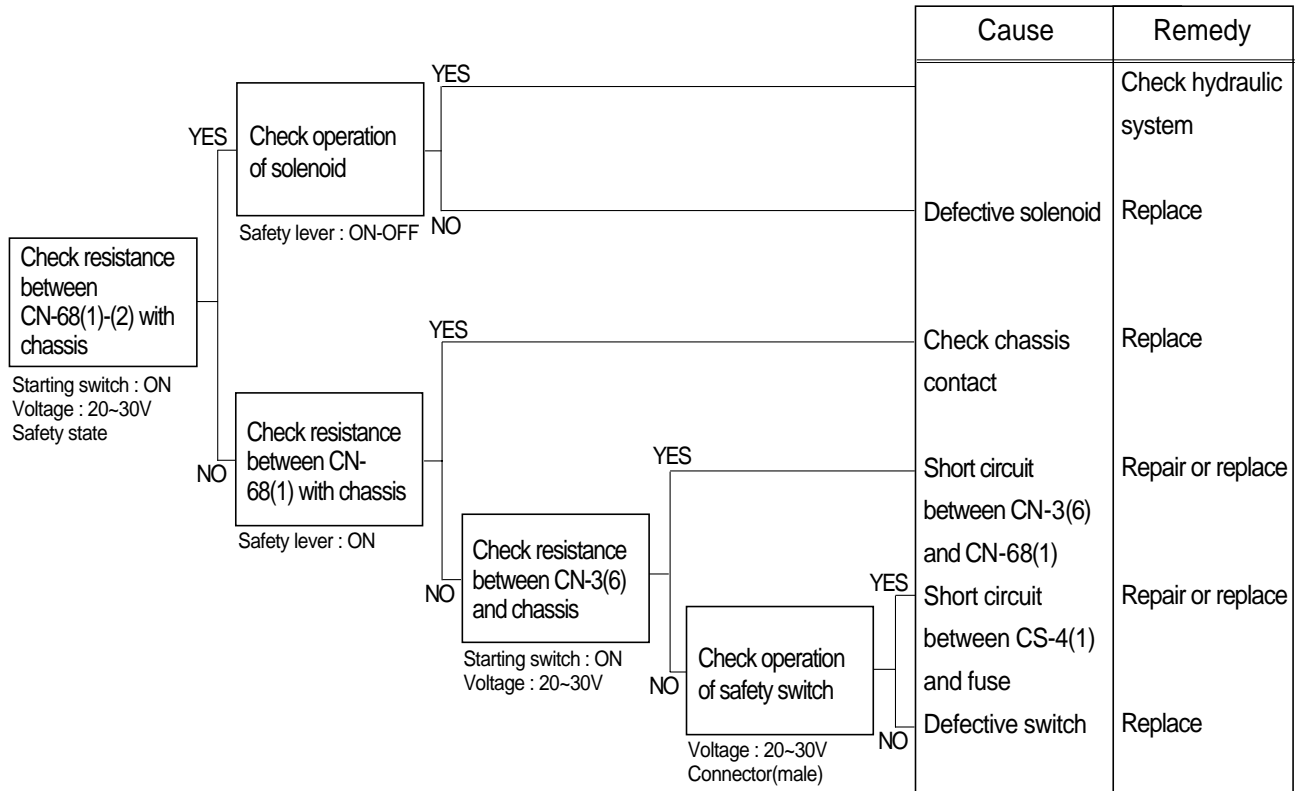 Cause
Remedy
YES
Check hydraulic
system
YES
Check operation
of solenoid
Safety lever : ON-OFF
NO
Defective solenoid
Replace
Check resistance
between
CN-68(1)-(2) with
chassis
Starting switch : ON
Voltage : 20~30V
Safety state
YES
Check chassis
contact
Replace
NO
Check resistance
between CN-
68(1) with chassis
Safety lever : ON
YES
Short circuit
between CN-3(6)
and CN-68(1)
Repair or replace
NO
Check resistance
between CN-3(6)
and chassis
Starting switch : ON
Voltage : 20~30V
YES
Short circuit
between CS-4(1)
and fuse
Repair or replace
NO
Check operation
of safety switch
Voltage : 20~30V
Connector(male)
NO
Defective switch
Replace